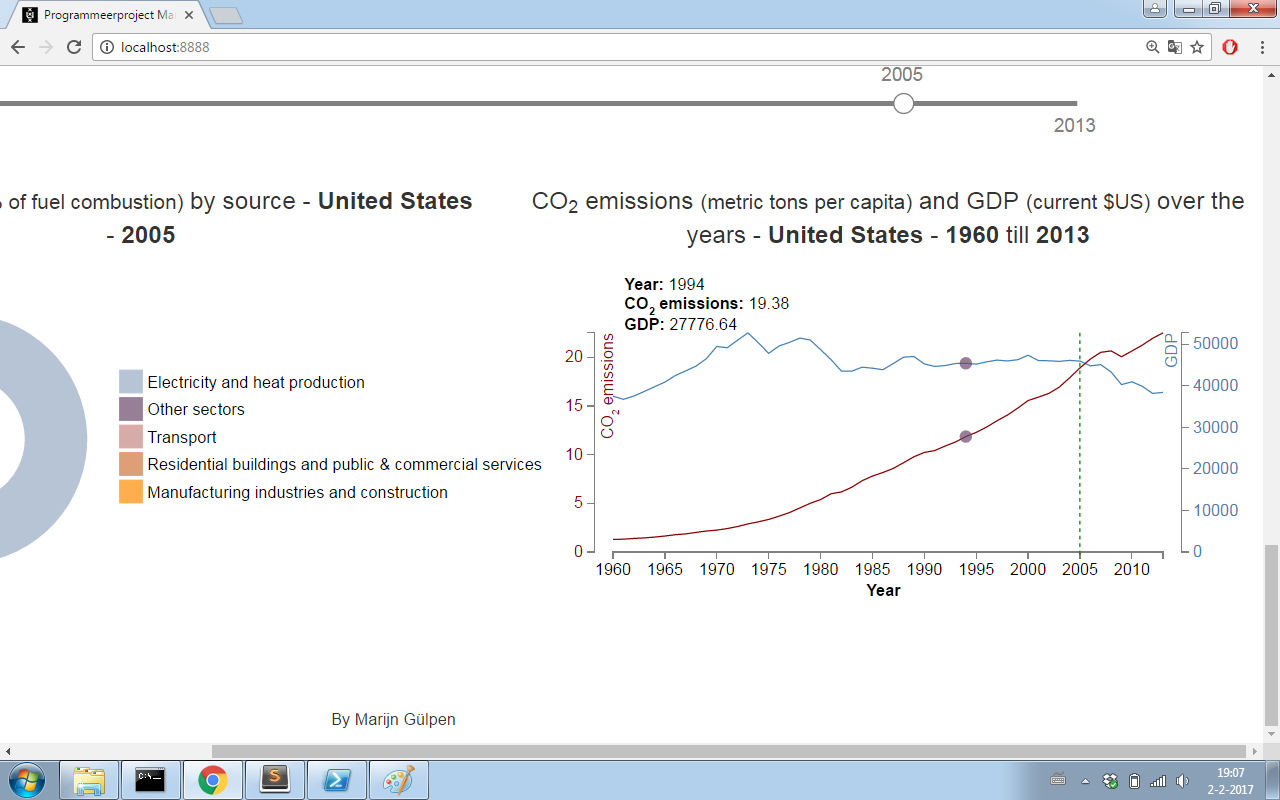 Programmeerproject Ma
localhost:8888
2005
2013
% of fuel combustion) by source - United States
- 2005
CO2 emissions (metric tons per capita) and GDP (current $US) over the
years - United States - 1960 till 2013
Year: 1994
CO2 emissions: 19.38
GDP: 27776.64
Electricity and heat production
Other sectors
Transport
Residential buildings and public & commercial services
Manufacturing industries and construction
20
15
10
5
0
CO2 emissions
GDP
50000
40000
30000
20000
10000
0
1960 1965 1970 1975 1980 1985 1990 1995 2000 2005 2010
Year
By Marijn Gülpen
C:\_
S
19:07
2-2-2017